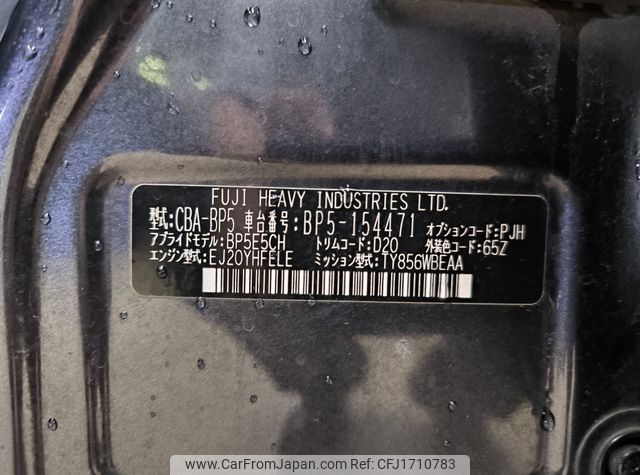 FUJI HEAVY INDUSTRIES LTD.
型式:CBA-BP5 車台番号:BP5-154471 オプションコード:PJH
アプライドモデル:BP5E5CH トリムコード:D20 外装色コード:65Z
エンジン型式:EJ20YHFELE ミッション型式:TY856WBEAA
CAR FROM JAPAN www.carfromjapan.com - CFJ1710783